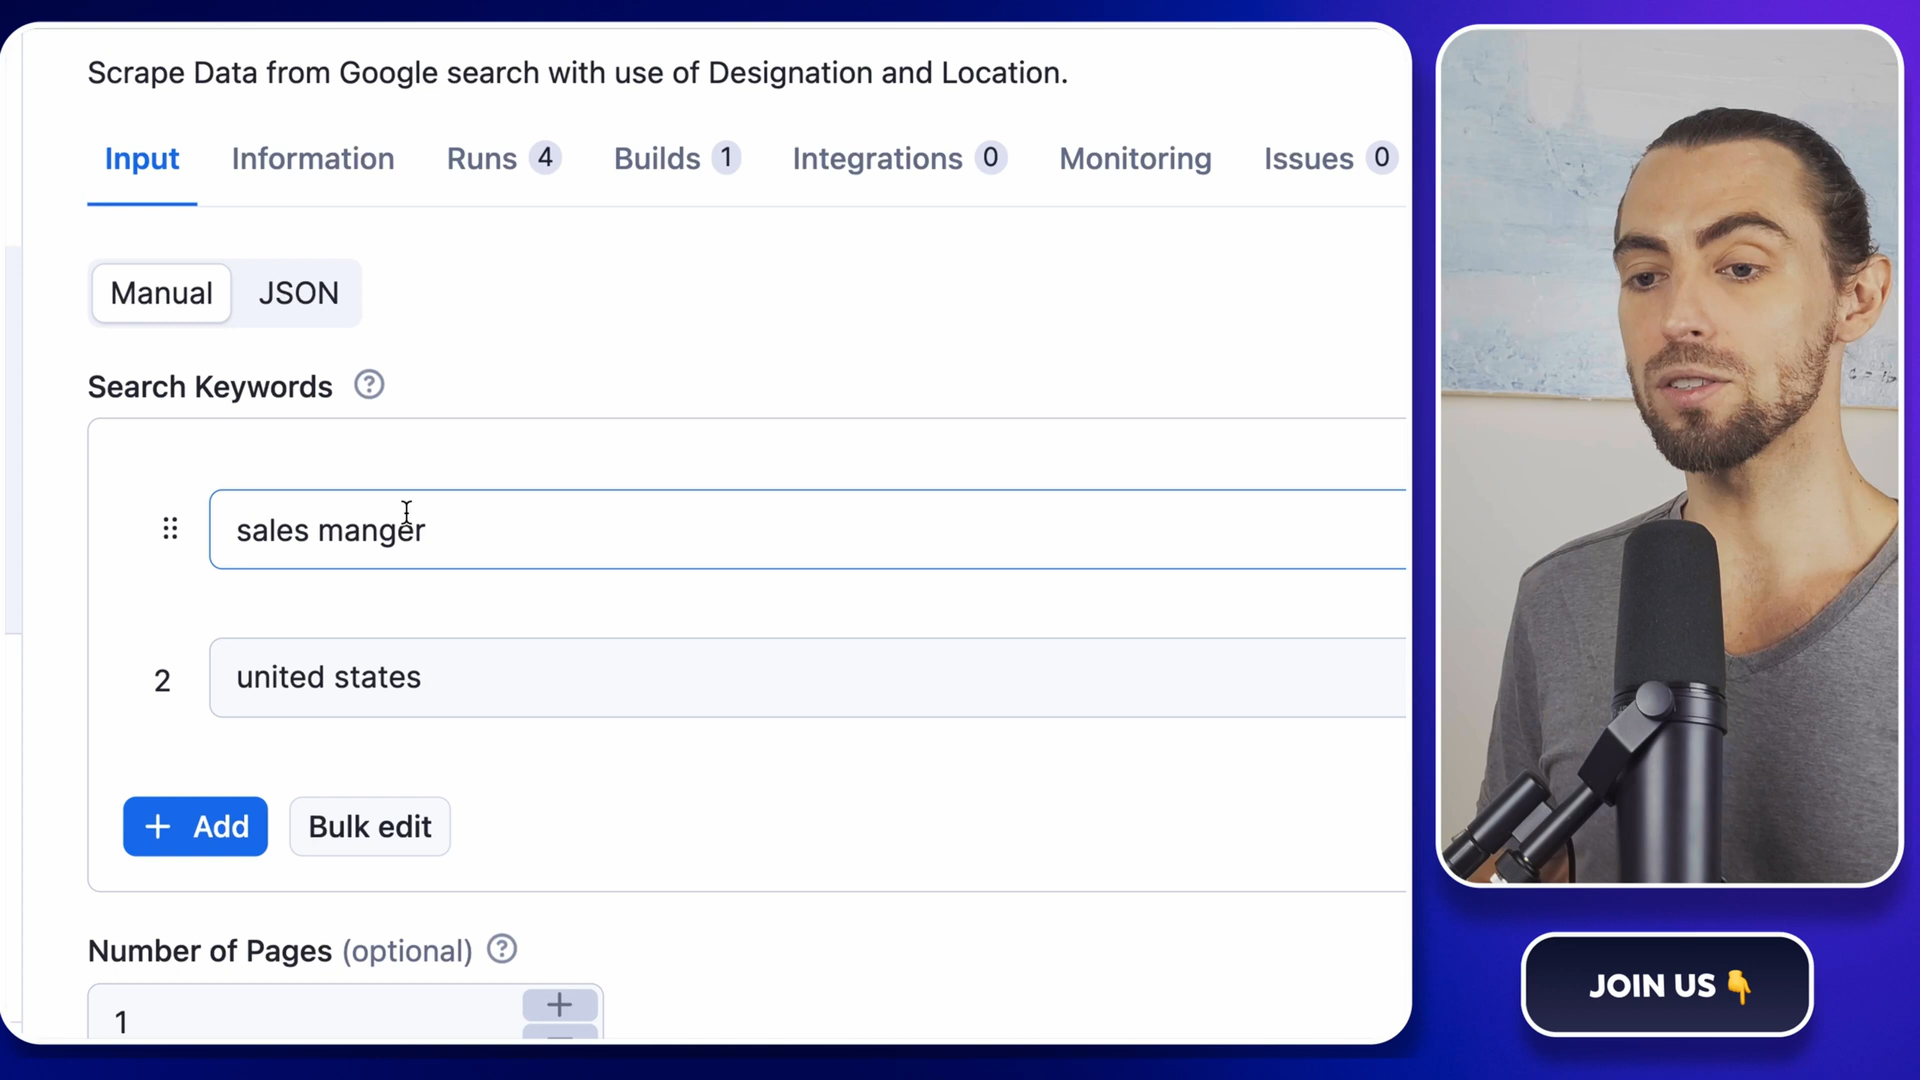 Scrape Data from Google search with use of Designation and Location.
Input Information Runs 4 Builds 1 Integrations 0 Monitoring Issues 0
Manual JSON
Search Keywords ?
sales manger
2 united states
+ Add Bulk edit
Number of Pages (optional) ?
1 +
JOIN US 👇